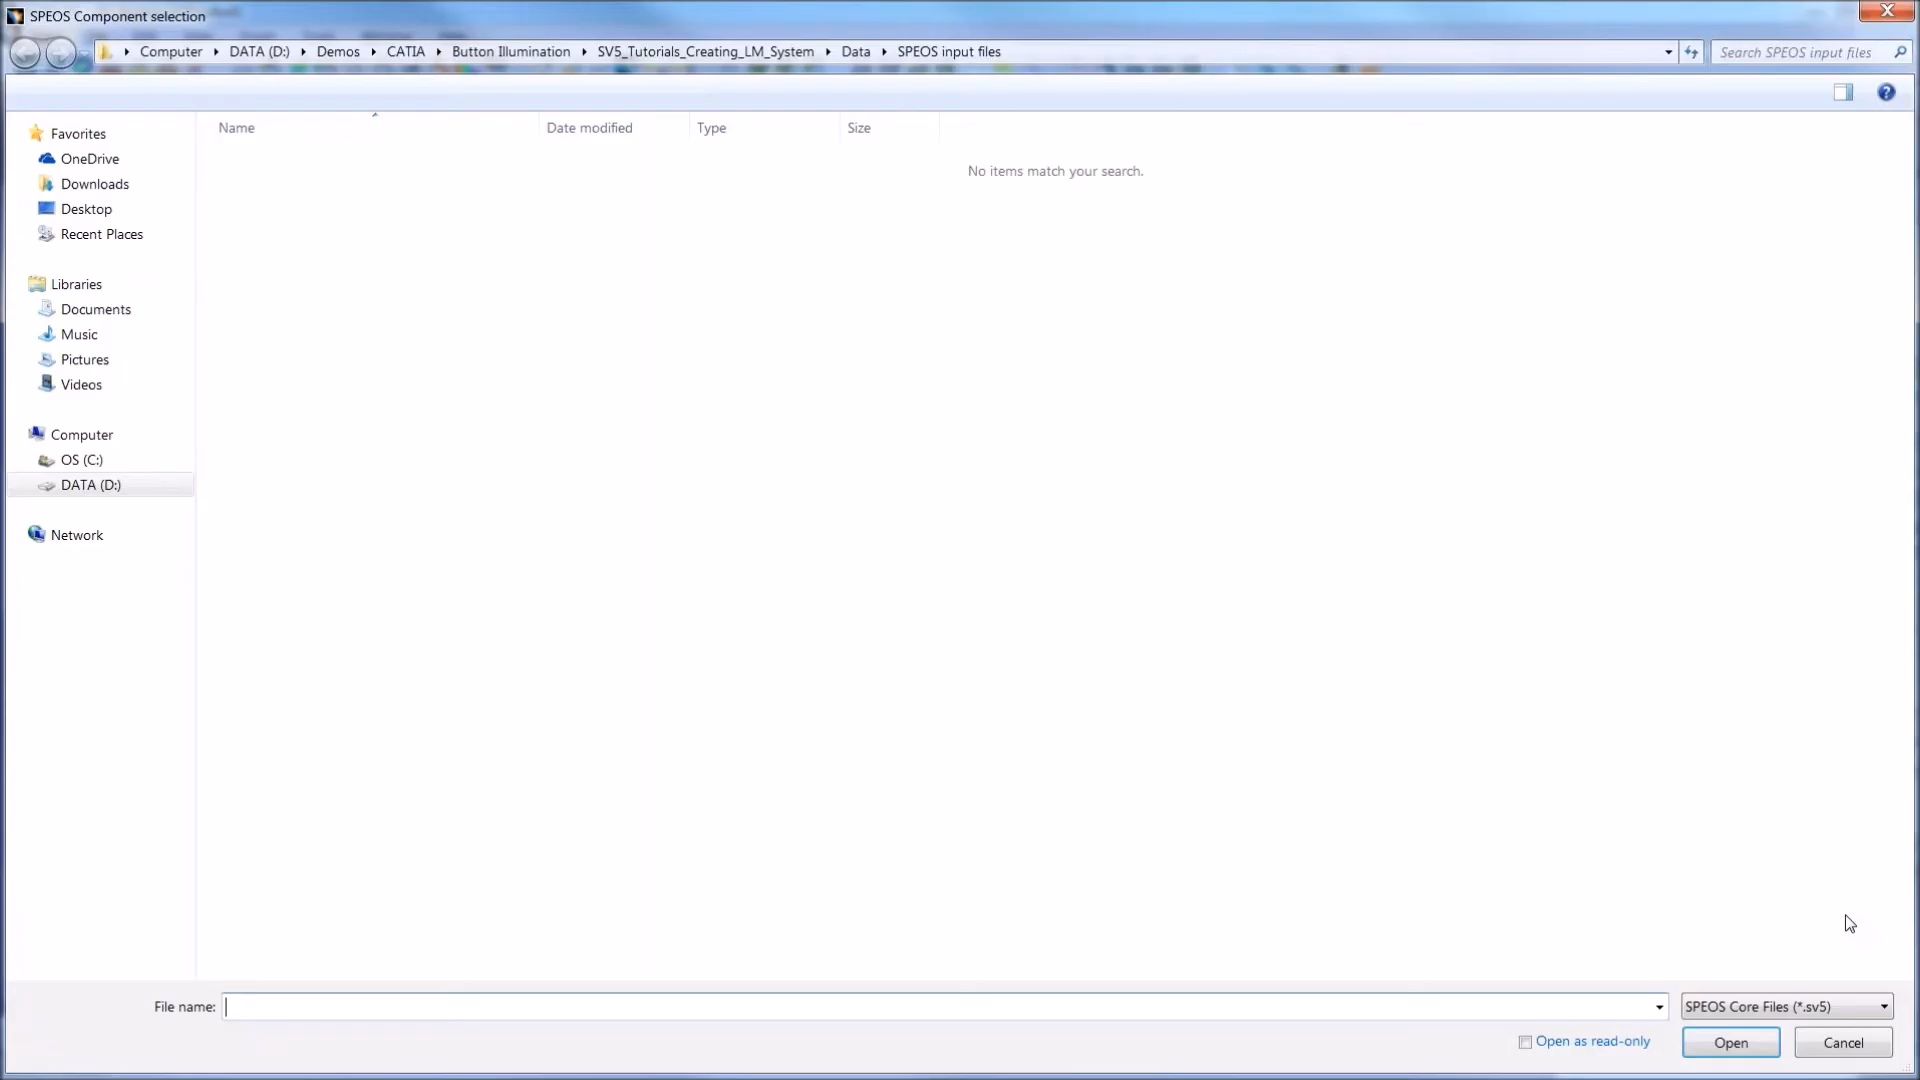 SPEOS Component selection
Computer DATA (D:) Demos CATIA Button Illumination SV5_Tutorials_Creating_LM_System Data SPEOS input files
Search SPEOS input files
Name Date modified Type Size
No items match your search.
Favorites
OneDrive
Downloads
Desktop
Recent Places
Libraries
Documents
Music
Pictures
Videos
Computer
OS (C:)
DATA (D:)
Network
File name:
SPEOS Core Files (*.sv5)
Open as read-only
Open
Cancel